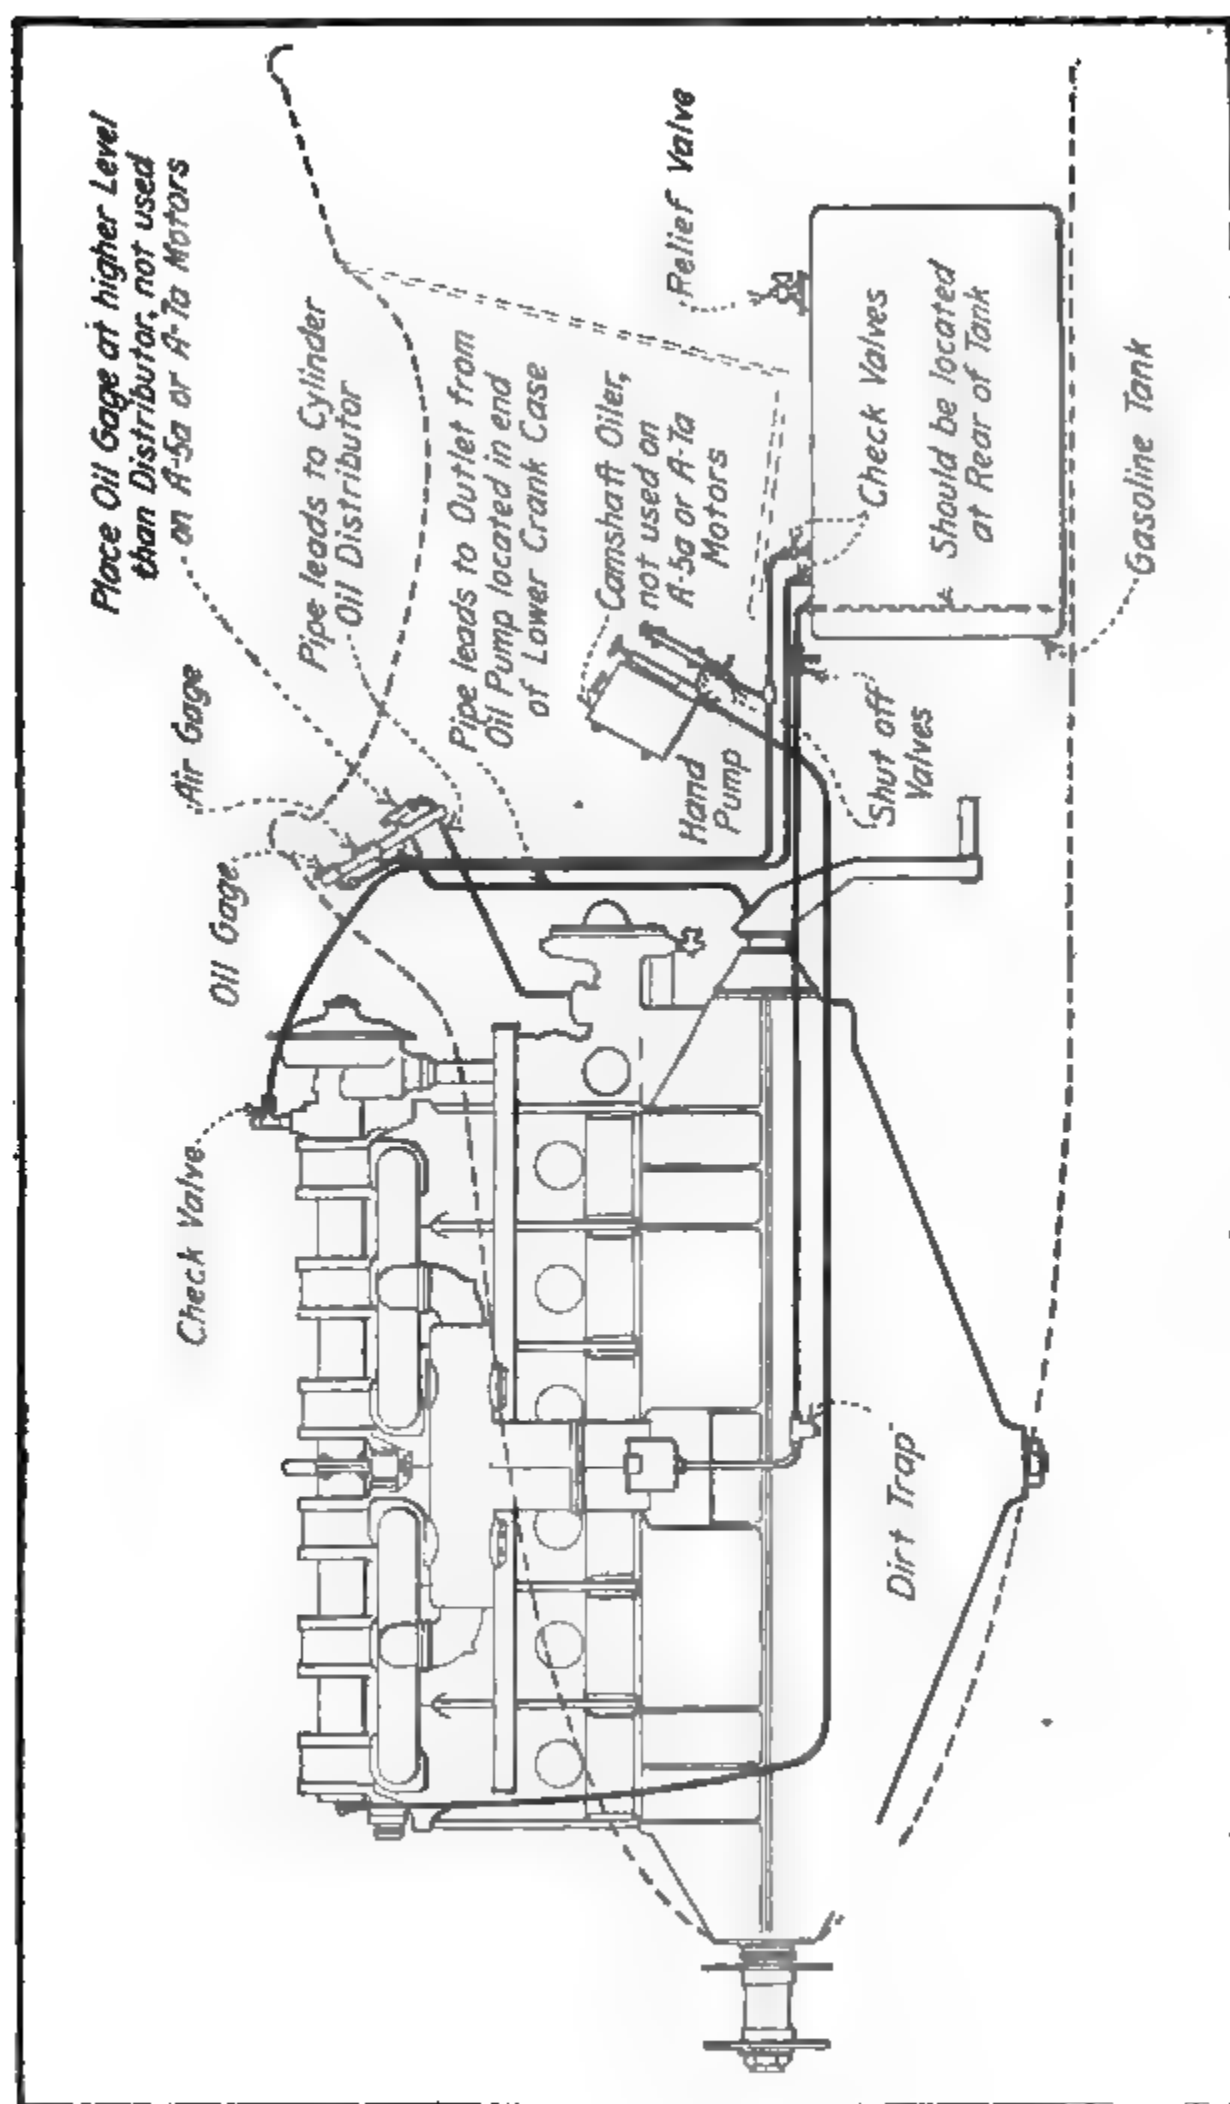 Place Oil Gage at higher Level
than Distributor, not used
on A-5a or A-7a Motors
Air Gage
Oil Gage
Check Valve
Pipe leads to Cylinder
Oil Distributor
Pipe leads to Outlet from
Oil Pump located in end
of Lower Crank Case
Camshaft Oiler,
not used on
A-5a or A-7a
Motors
Hand
Pump
Relief Valve
Shut off
Valves
Check Valves
Should be located
at Rear of Tank
Gasoline Tank
Dirt Trap